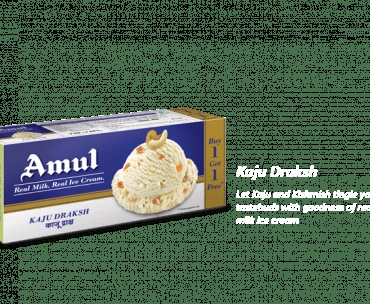 Amul
Real Milk. Real Ice Cream.
KAJU DRAKSH
काजू द्राक्ष
Buy
1
Get
1
Free*
Kaju Draksh
Let Kaju and Kishmish tingle
tastebuds with goodness of
milk ice cream